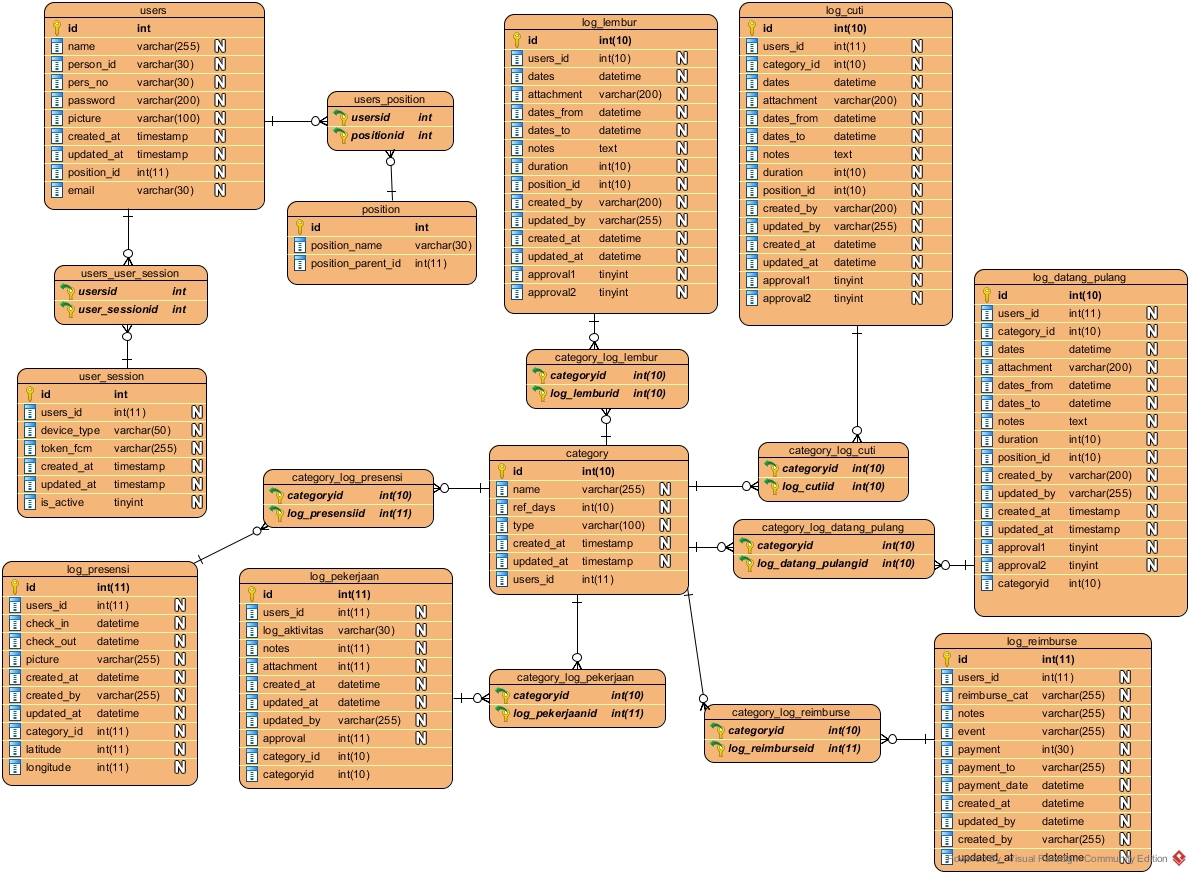 users
id int
name varchar(255) N
person_id varchar(30) N
pers_no varchar(30) N
password varchar(200) N
picture varchar(100) N
created_at timestamp N
updated_at timestamp N
position_id int(11) N
email varchar(30) N
users_position
usersid int
positionid int
position
id int
position_name varchar(30)
position_parent_id int(11)
users_user_session
usersid int
user_sessionid int
user_session
id int
users_id int(11) N
device_type varchar(50) N
token_fcm varchar(255) N
created_at timestamp N
updated_at timestamp N
is_active tinyint N
log_lembur
id int(10)
users_id int(10) N
dates datetime N
attachment varchar(200) N
dates_from datetime N
dates_to datetime N
notes text N
duration int(10) N
position_id int(10) N
created_by varchar(200) N
updated_by varchar(255) N
created_at datetime N
updated_at datetime N
approval1 tinyint N
approval2 tinyint N
log_cuti
id int(10)
users_id int(11) N
category_id int(10) N
dates datetime N
attachment varchar(200) N
dates_from datetime N
dates_to datetime N
notes text N
duration int(10) N
position_id int(10) N
created_by varchar(200) N
updated_by varchar(255) N
created_at datetime N
updated_at datetime N
approval1 tinyint N
approval2 tinyint N
log_datang_pulang
id int(10)
users_id int(11) N
category_id int(10) N
dates datetime N
attachment varchar(200) N
dates_from datetime N
dates_to datetime N
notes text N
duration int(10) N
position_id int(10) N
created_by varchar(200) N
updated_by varchar(255) N
created_at timestamp N
updated_at timestamp N
approval1 tinyint N
approval2 tinyint N
categoryid int(10)
category_log_lembur
categoryid int(10)
log_lemburid int(10)
category
id int(10)
name varchar(255) N
ref_days int(10) N
type varchar(100) N
created_at timestamp N
updated_at timestamp N
users_id int(11)
category_log_cuti
categoryid int(10)
log_cutiid int(10)
category_log_datang_pulang
categoryid int(10)
log_datang_pulangid int(10)
category_log_presensi
categoryid int(10)
log_presensiid int(11)
log_presensi
id int(11)
users_id int(11) N
check_in datetime N
check_out datetime N
picture varchar(255) N
created_at datetime N
created_by varchar(255) N
updated_at datetime N
category_id int(11) N
latitude int(11) N
longitude int(11) N
log_pekerjaan
id int(11)
users_id int(11) N
log_aktivitas varchar(30) N
notes int(11) N
attachment int(11) N
created_at datetime N
updated_at datetime N
updated_by varchar(255) N
approval int(11) N
category_id int(10)
categoryid int(10)
category_log_pekerjaan
categoryid int(10)
log_pekerjaanid int(11)
category_log_reimburse
categoryid int(10)
log_reimburseid int(11)
log_reimburse
id int(11)
users_id int(11) N
reimburse_cat varchar(255) N
notes varchar(255) N
event varchar(255) N
payment int(30) N
payment_to varchar(255) N
payment_date datetime N
created_at datetime N
updated_by datetime N
created_by varchar(255) N
updated_at datetime N
Powered By Visual Paradigm Community Edition